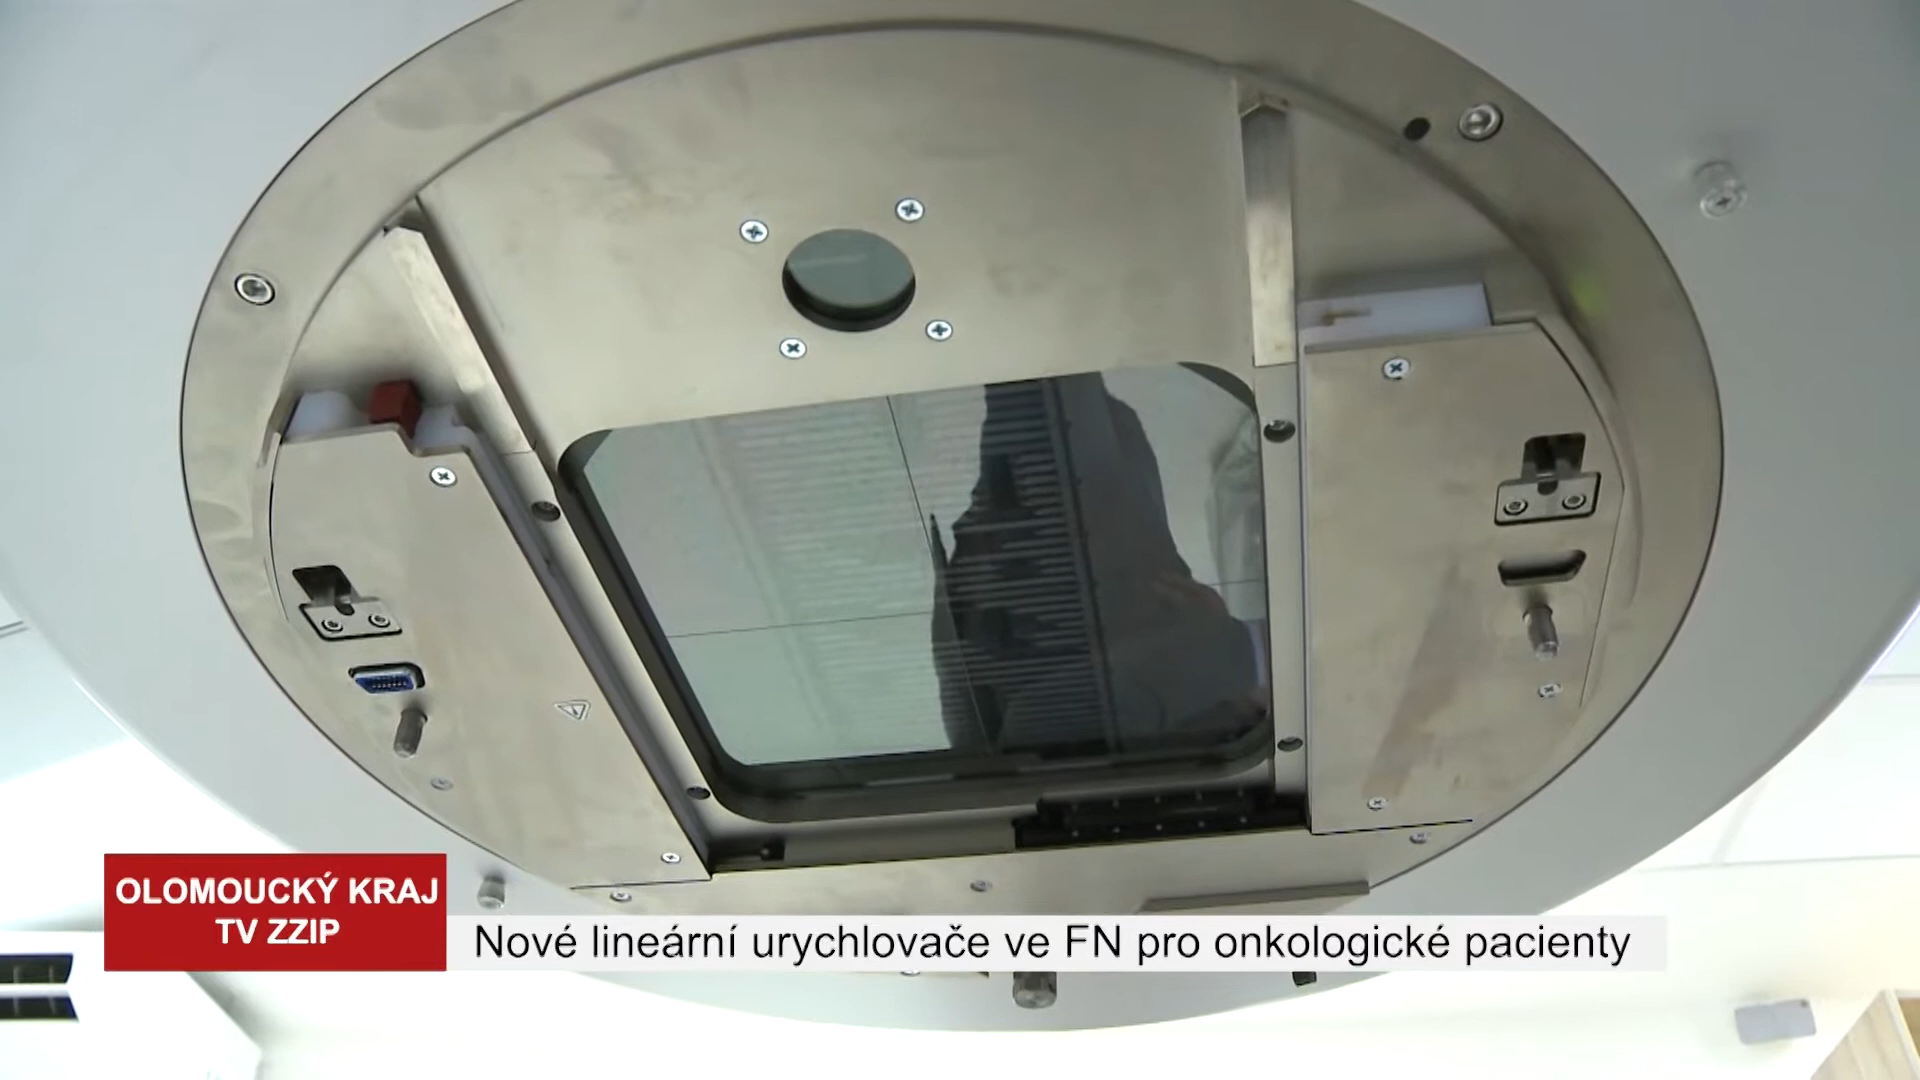 OLOMOUCKÝ KRAJ
TV ZZIP
Nové lineární urychlovače ve FN pro onkologické pacienty